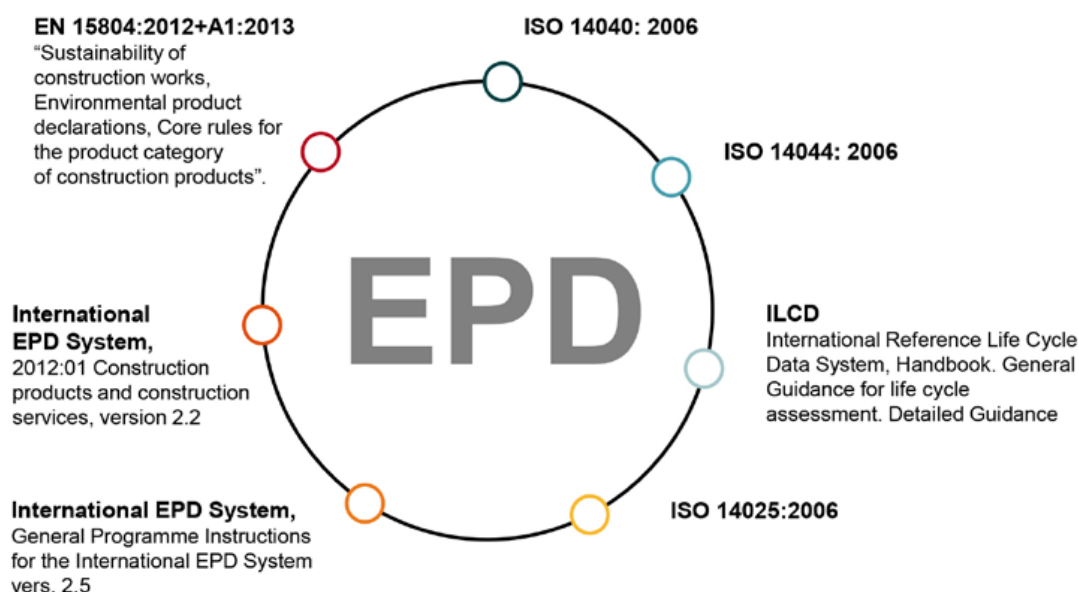 EN 15804:2012+A1:2013
“Sustainability of
construction works,
Environmental product
declarations, Core rules for
the product category
of construction products”.
ISO 14040: 2006
ISO 14044: 2006
EPD
International
EPD System,
2012:01 Construction
products and construction
services, version 2.2
ILCD
International Reference Life Cycle
Data System, Handbook. General
Guidance for life cycle
assessment. Detailed Guidance
International EPD System,
General Programme Instructions
for the International EPD System
vers. 2.5
ISO 14025:2006